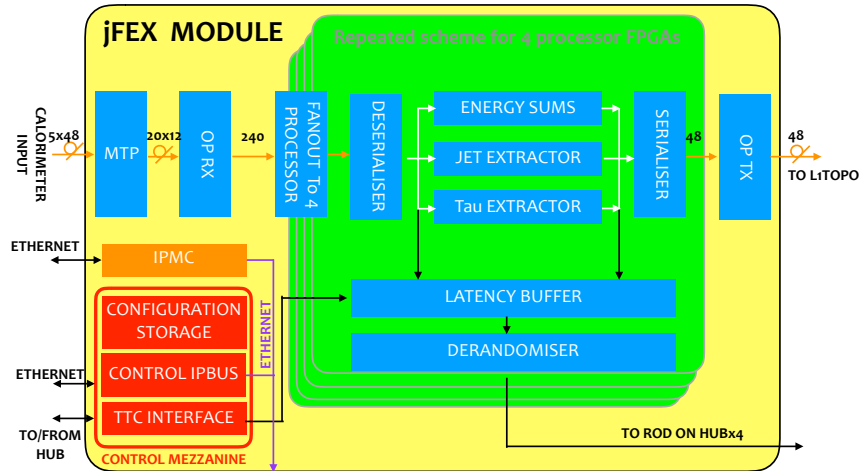 jFEX MODULE
Repeated scheme for 4 processor FPGAs
CALORIMETER
INPUT
5x48
MTP
20x12
OP RX
240
FANOUT To 4
PROCESSOR
DESERIALISER
ENERGY SUMS
JET EXTRACTOR
Tau EXTRACTOR
SERIALISER
48
OP TX
48
TO L1TOPO
ETHERNET
IPMC
LATENCY BUFFER
CONFIGURATION
STORAGE
ETHERNET
DERANDOMISER
ETHERNET
CONTROL IPBUS
TTC INTERFACE
TO/FROM
HUB
CONTROL MEZZANINE
TO ROD ON HUBx4